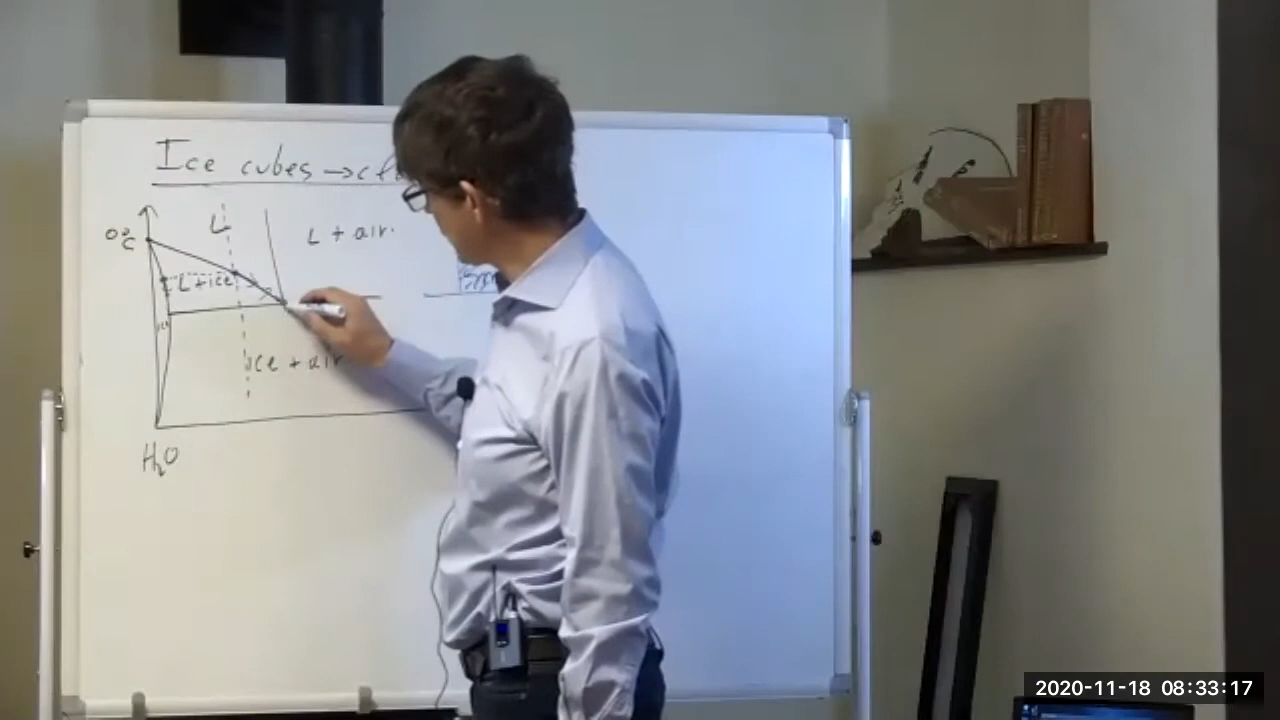 Ice cubes →
L
L + air.
0°C
L + ice
ice + air
H₂O
2020-11-18 08:33:17